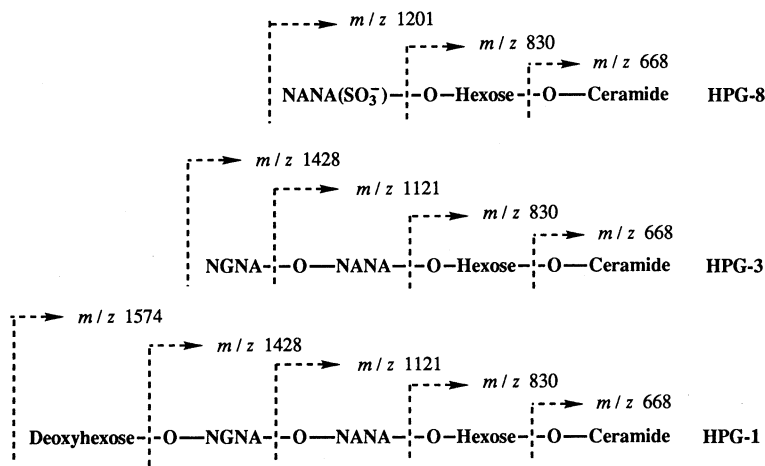 m/z 1201
m/z 830
m/z 668
NANA(SO₃⁻)–O–Hexose–O–Ceramide HPG-8
m/z 1428
m/z 1121
m/z 830
m/z 668
NGNA–O–NANA–O–Hexose–O–Ceramide HPG-3
m/z 1574
m/z 1428
m/z 1121
m/z 830
m/z 668
Deoxyhexose–O–NGNA–O–NANA–O–Hexose–O–Ceramide HPG-1